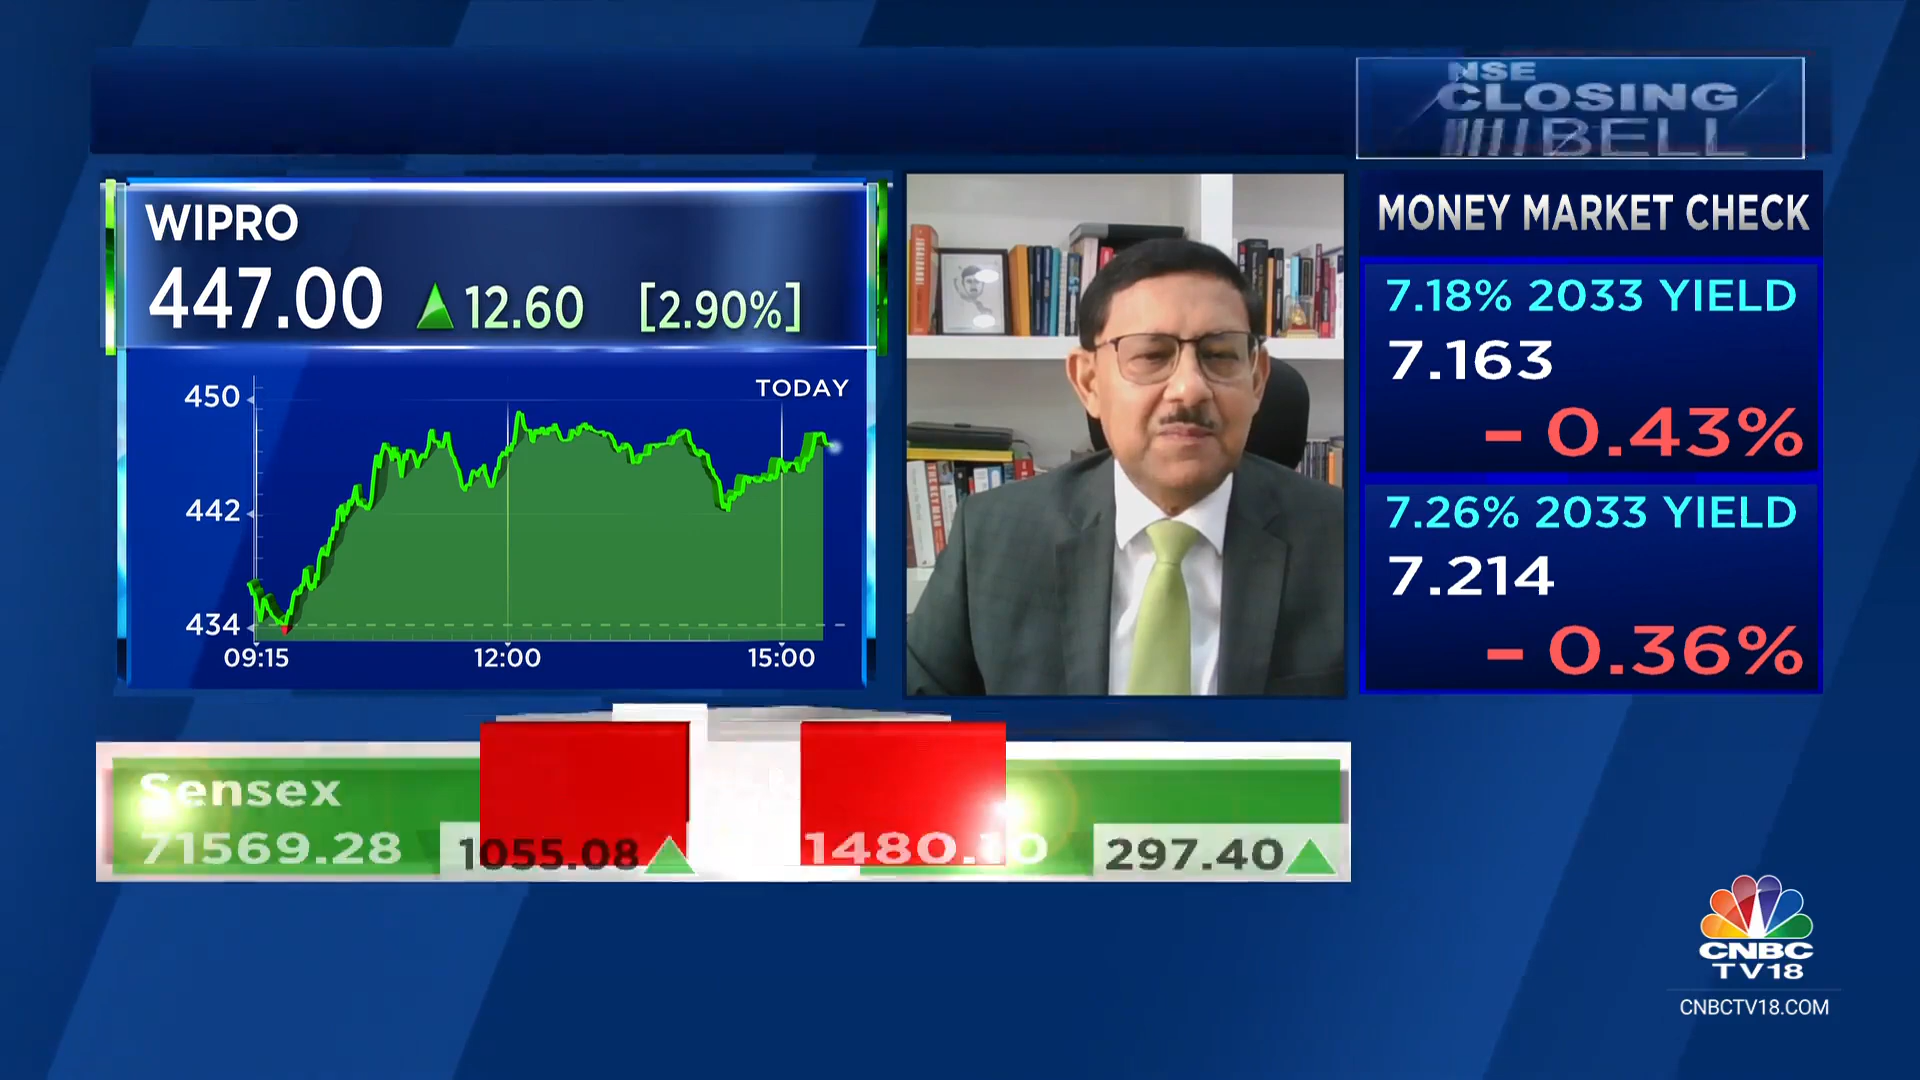 NSE
CLOSING
BELL
WIPRO
447.00 ▲ 12.60 [2.90%]
TODAY
450
442
434
09:15 12:00 15:00
MONEY MARKET CHECK
7.18% 2033 YIELD
7.163
- 0.43%
7.26% 2033 YIELD
7.214
- 0.36%
Sensex
71569.28 1055.08 ▲ 1480.10 297.40 ▲
CNBC
TV18
CNBCTV18.COM